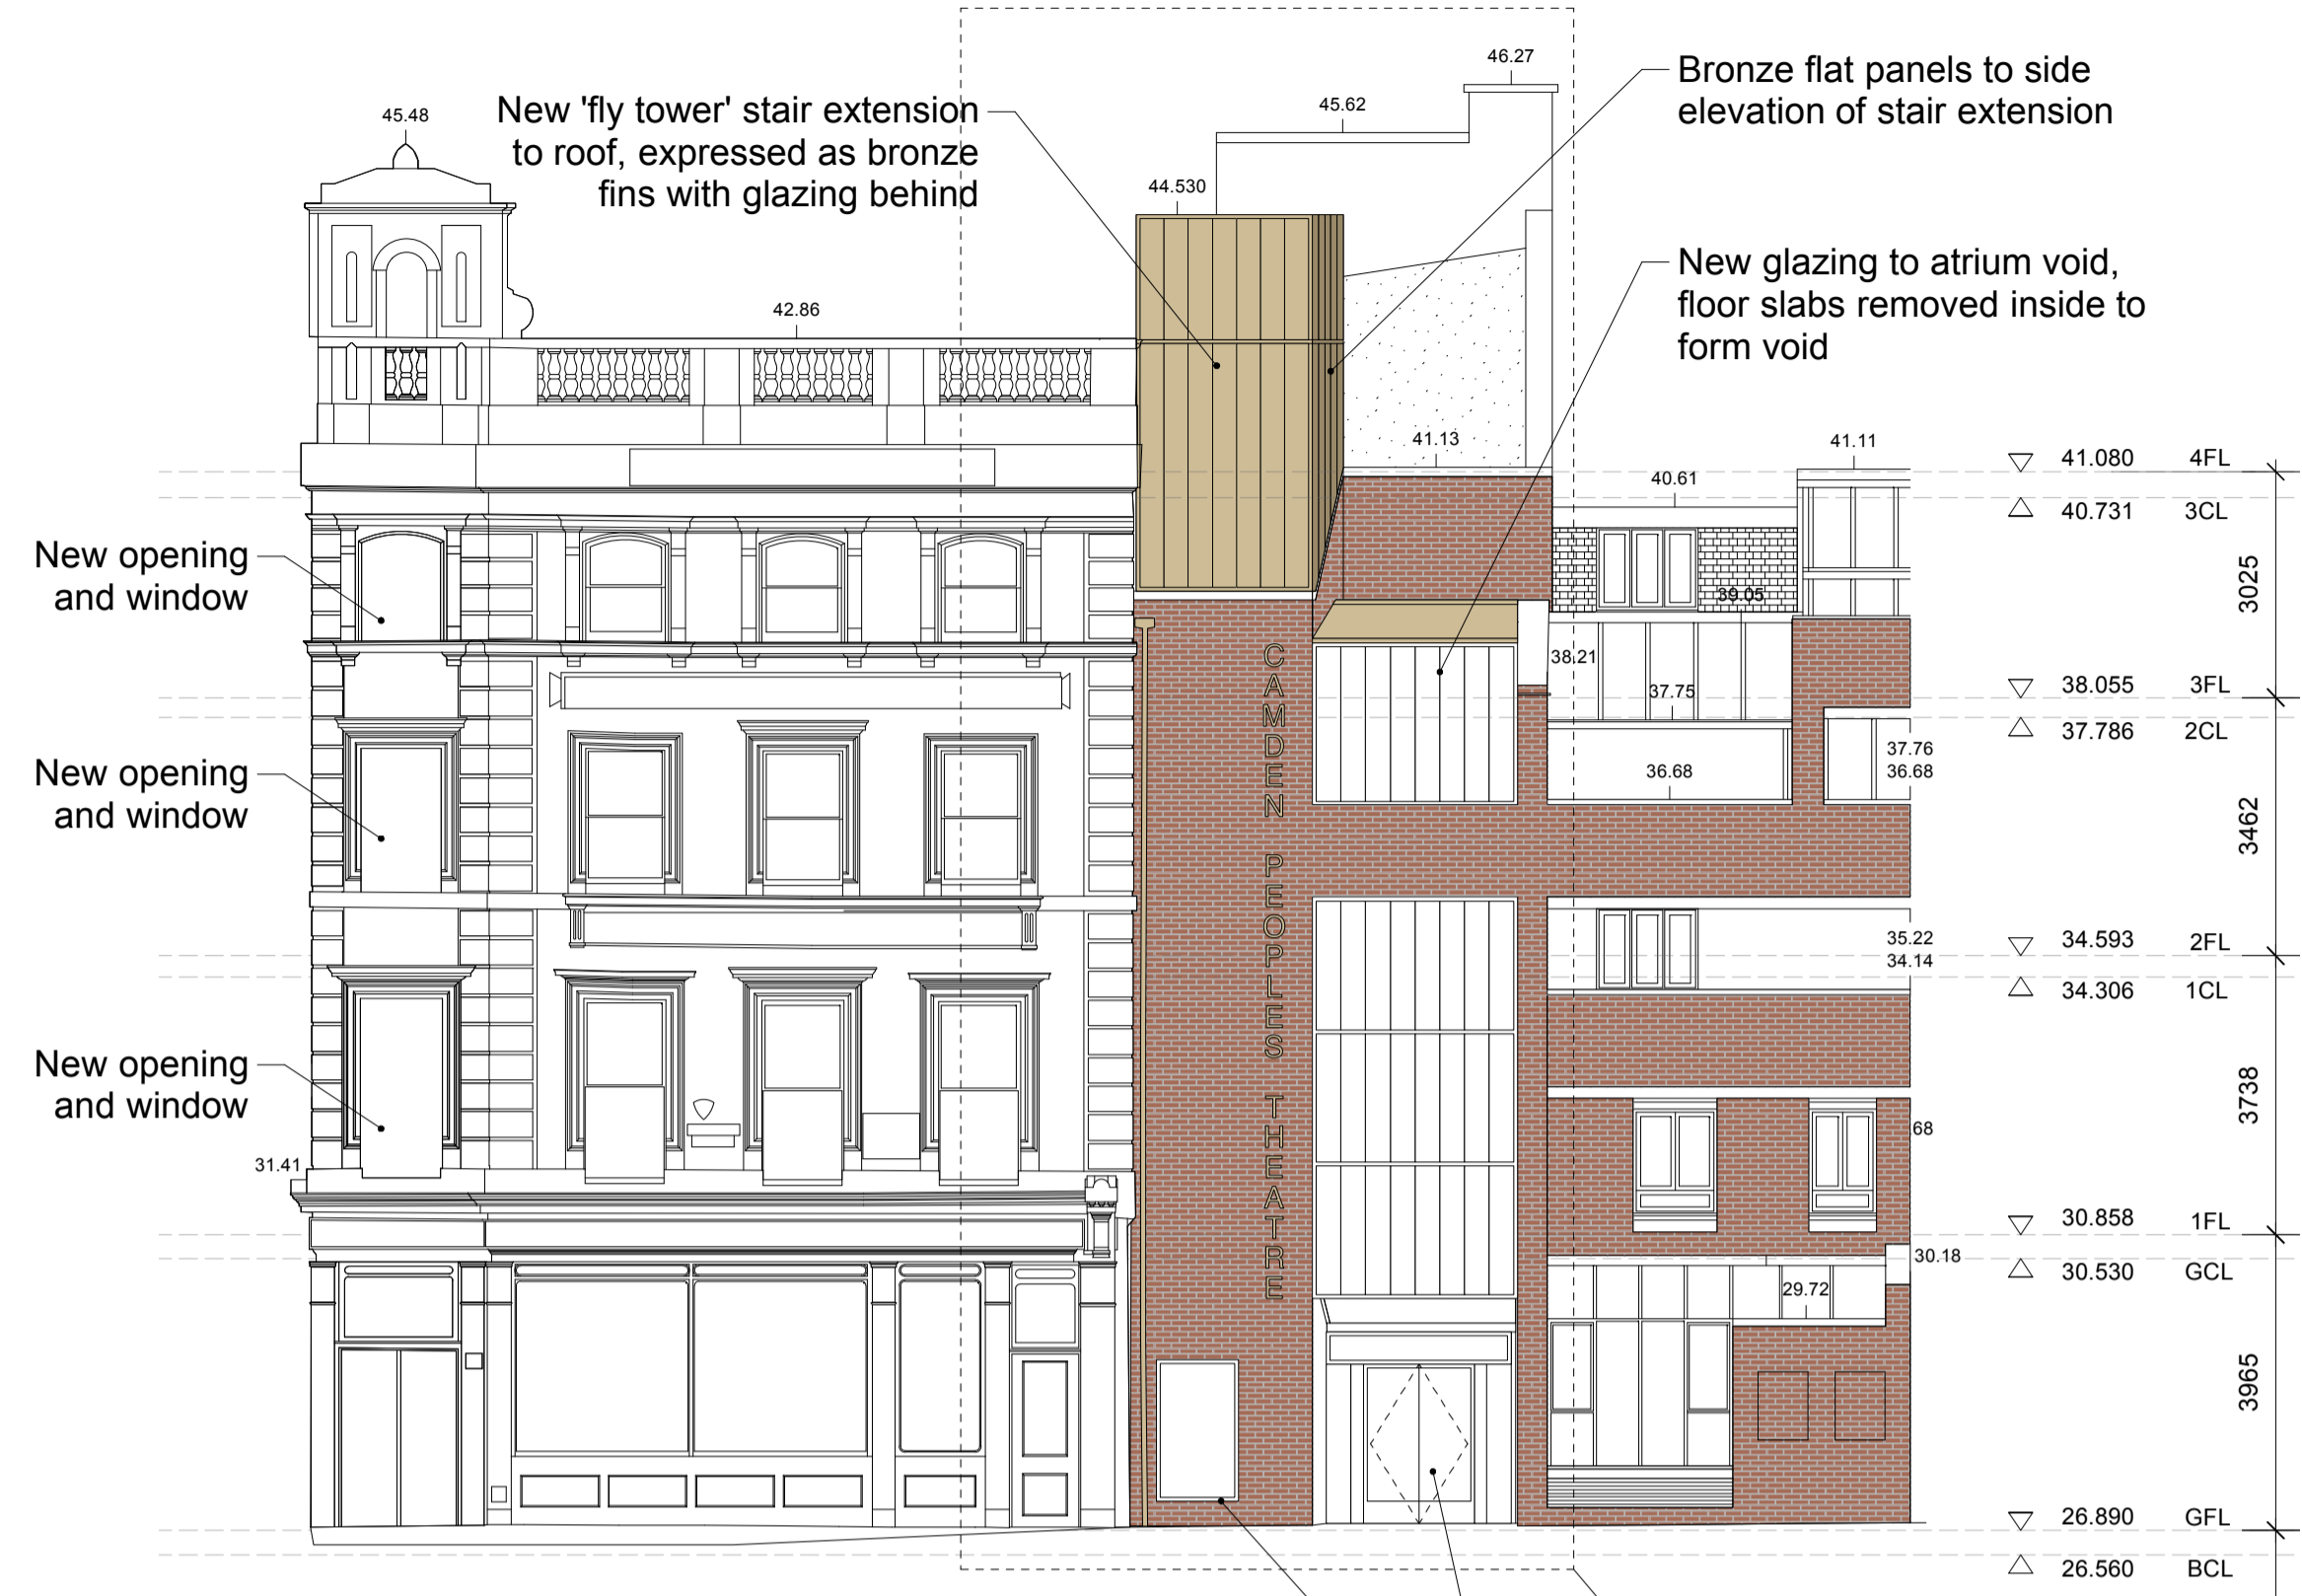 46.27
Bronze flat panels to side
elevation of stair extension
45.48
New 'fly tower' stair extension
to roof, expressed as bronze
fins with glazing behind
45.62
44.530
New glazing to atrium void,
floor slabs removed inside to
form void
42.86
41.13
41.11
41.080 4FL
40.61
40.731 3CL
New opening
and window
3025
39.05
38.21
37.75
38.055 3FL
37.786 2CL
CAMDEN PEOPLES THEATRE
New opening
and window
37.76
36.68
36.68
3462
35.22
34.14
34.593 2FL
34.306 1CL
New opening
and window
3738
68
31.41
30.858 1FL
30.18
30.530 GCL
29.72
3965
26.890 GFL
26.560 BCL